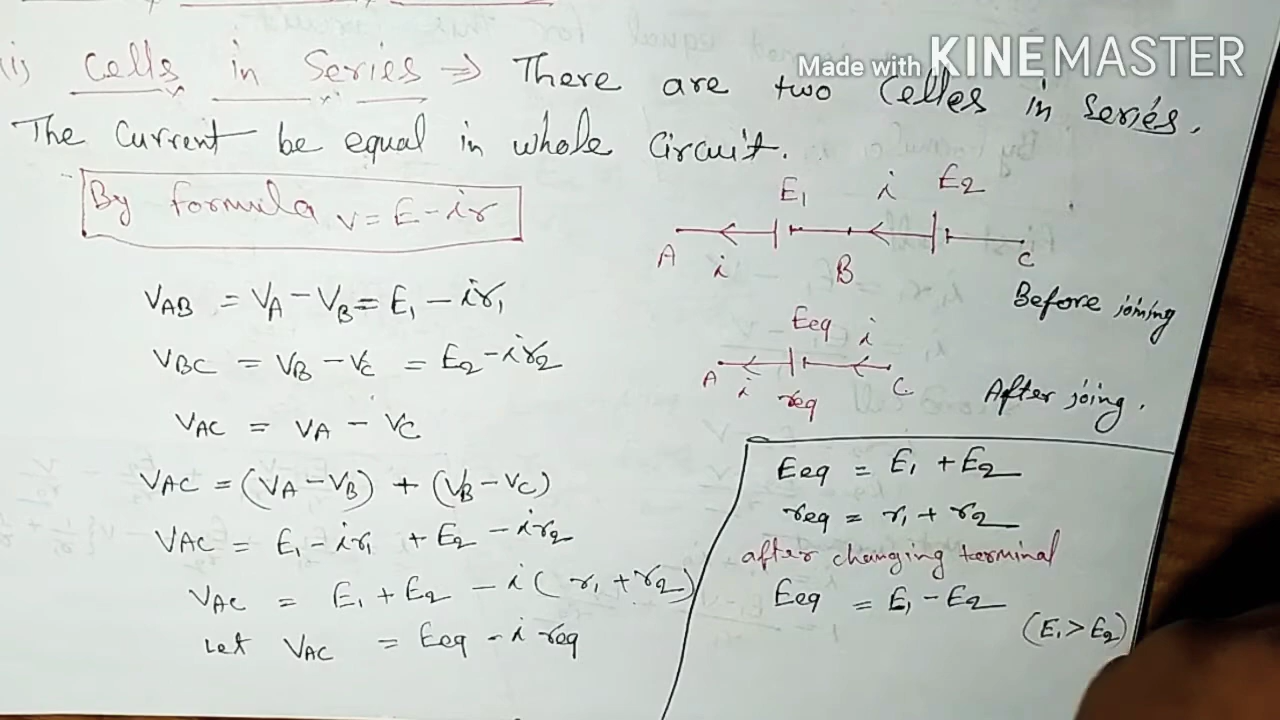 (i) Cells in Series ⇒ There are two Celles in series.
The Current be equal in whole Circuit.
By formula V = E - ir
VAB = VA - VB = E1 - ir1
VBC = VB - VC = E2 - ir2
VAC = VA - VC
VAC = (VA - VB) + (VB - VC)
VAC = E1 - ir1 + E2 - ir2
VAC = E1 + E2 - i(r1 + r2)
Let VAC = Eeq - i req
Made with KINEMASTER
E1 i E2
A i B C
Before joining
Eeq i
A i req C
After joing.
Eeq = E1 + E2
req = r1 + r2
after changing terminal
Eeq = E1 - E2
(E1 > E2)